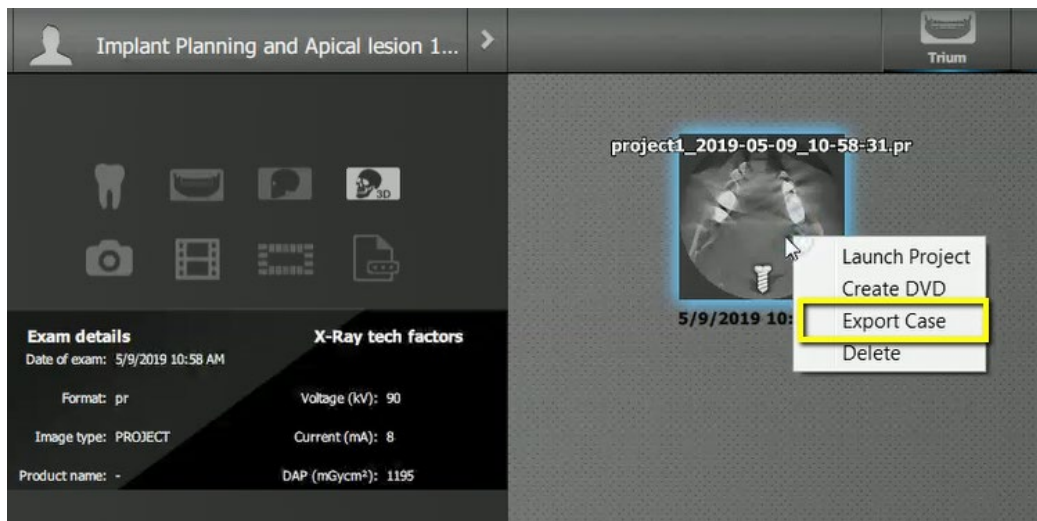 Implant Planning and Apical lesion 1...
Trium
3D
project1_2019-05-09_10-58-31.pr
Launch Project
Create DVD
Export Case
Delete
5/9/2019 10:
Exam details
Date of exam: 5/9/2019 10:58 AM
Format: pr
Image type: PROJECT
Product name: -
X-Ray tech factors
Voltage (kV): 90
Current (mA): 8
DAP (mGycm²): 1195